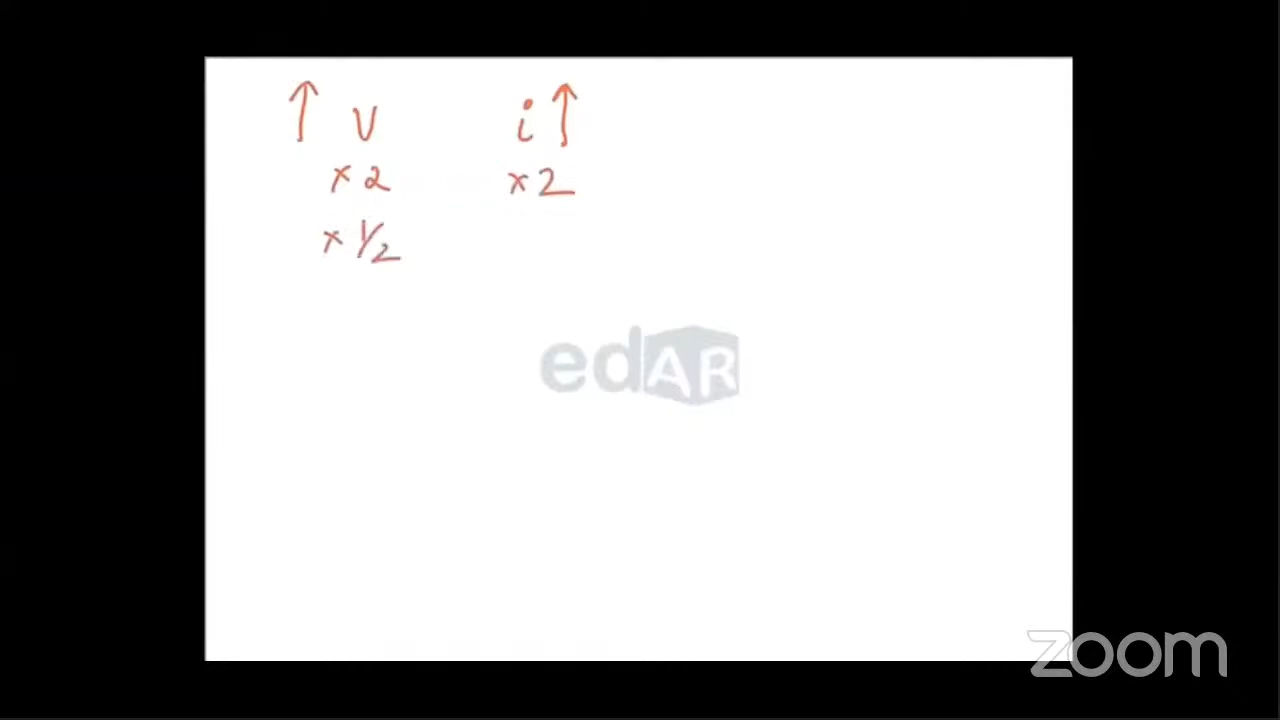 ↑ v i ↑
× 2 × 2
× 1/2
edAR
zoom